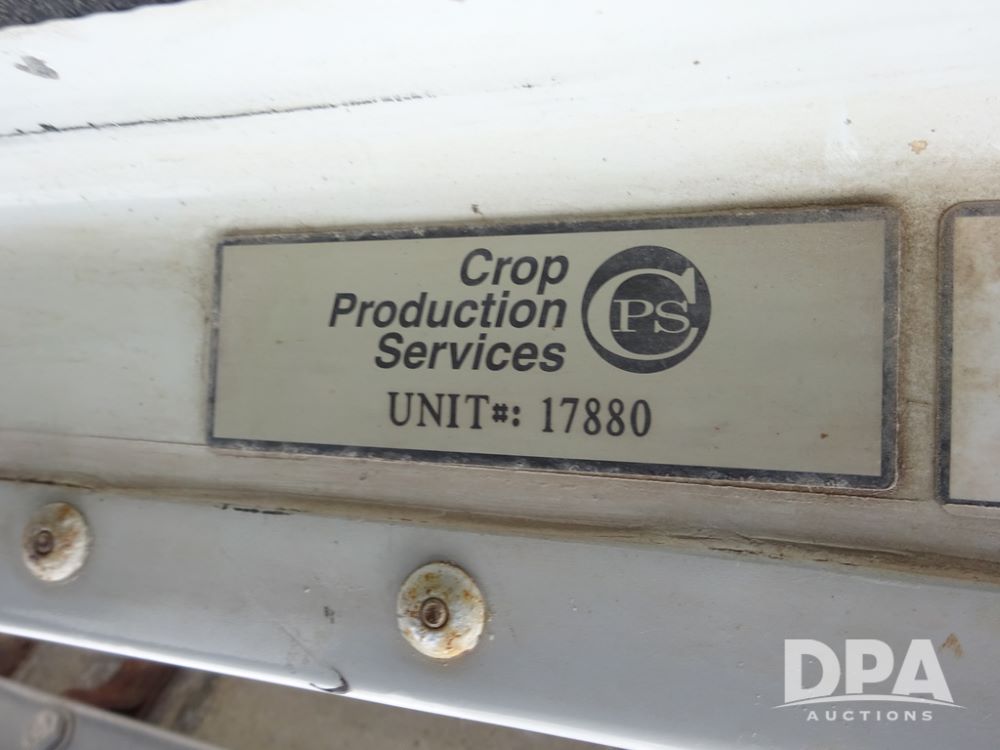 Crop
Production
Services
CPS
UNIT#: 17880
DPA
AUCTIONS